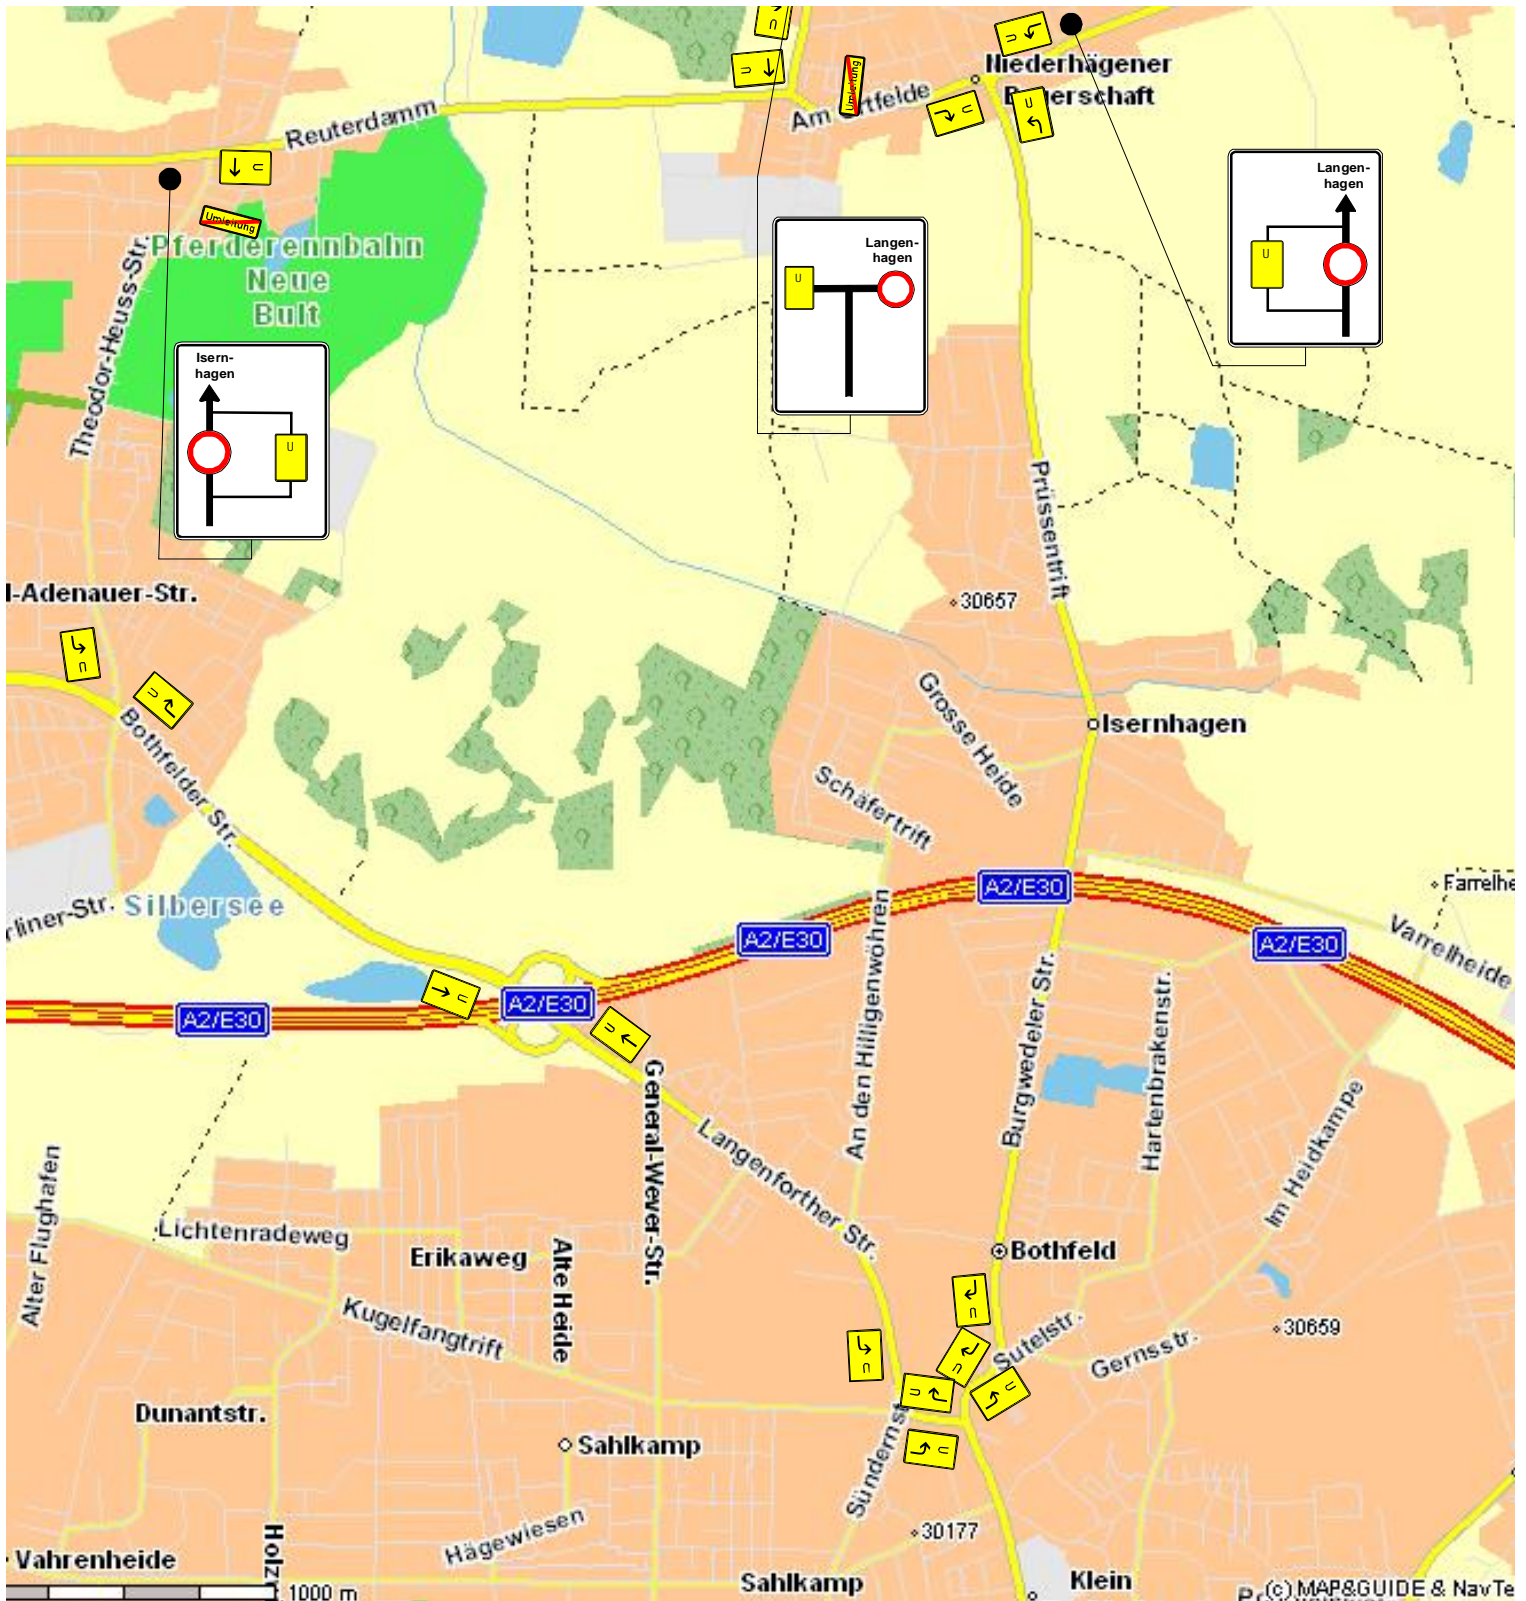 U
U
U
Niederhägener
Umleitung
Am
rtfelde
U
U
Reuterdamm
U
Umleitung
Langen-
hagen
U
Langen-
hagen
U
Pferderennbahn
Neue
Bult
Theodor-Heuss-Str.
Isern-
hagen
U
Prüssentrift
30657
l-Adenauer-Str.
U
U
Grosse Heide
Isernhagen
Bothfelder Str.
Schäfertrift
A2/E30
rliner-Str.
Silbersee
Farrelhe
Varrelheide
A2/E30
A2/E30
An den Hilligenwöhren
Burgwedeler Str.
U
A2/E30
A2/E30
U
General-Wever-Str.
Hartenbrakenstr.
Im Heidkampe
Langenforther Str.
Alter Flughafen
Lichtenradeweg
Erikaweg
Alte Heide
Bothfeld
Kugelfangtrift
U
Sutelstr.
Gernsstr.
30659
U
U
U
U
Dunantstr.
Sündernst
U
Sahlkamp
Hägewiesen
30177
Vahrenheide
Holz
Sahlkamp
Klein
1000 m
(c) MAP&GUIDE & NavTe